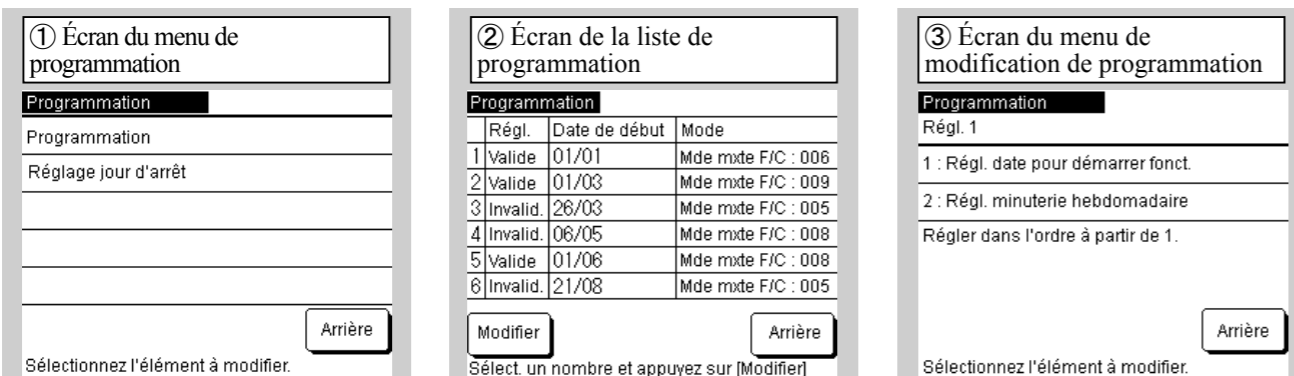 ① Écran du menu de
programmation
Programmation
Programmation
Réglage jour d'arrêt
Arrière
Sélectionnez l'élément à modifier.
② Écran de la liste de
programmation
Programmation
Régl. Date de début Mode
1 Valide 01/01 Mde mxte F/C : 006
2 Valide 01/03 Mde mxte F/C : 009
3 Invalid. 26/03 Mde mxte F/C : 005
4 Invalid. 06/05 Mde mxte F/C : 008
5 Valide 01/06 Mde mxte F/C : 008
6 Invalid. 21/08 Mde mxte F/C : 005
Modifier Arrière
Sélect. un nombre et appuyez sur [Modifier]
③ Écran du menu de
modification de programmation
Programmation
Régl. 1
1 : Régl. date pour démarrer fonct.
2 : Régl. minuterie hebdomadaire
Régler dans l'ordre à partir de 1.
Arrière
Sélectionnez l'élément à modifier.